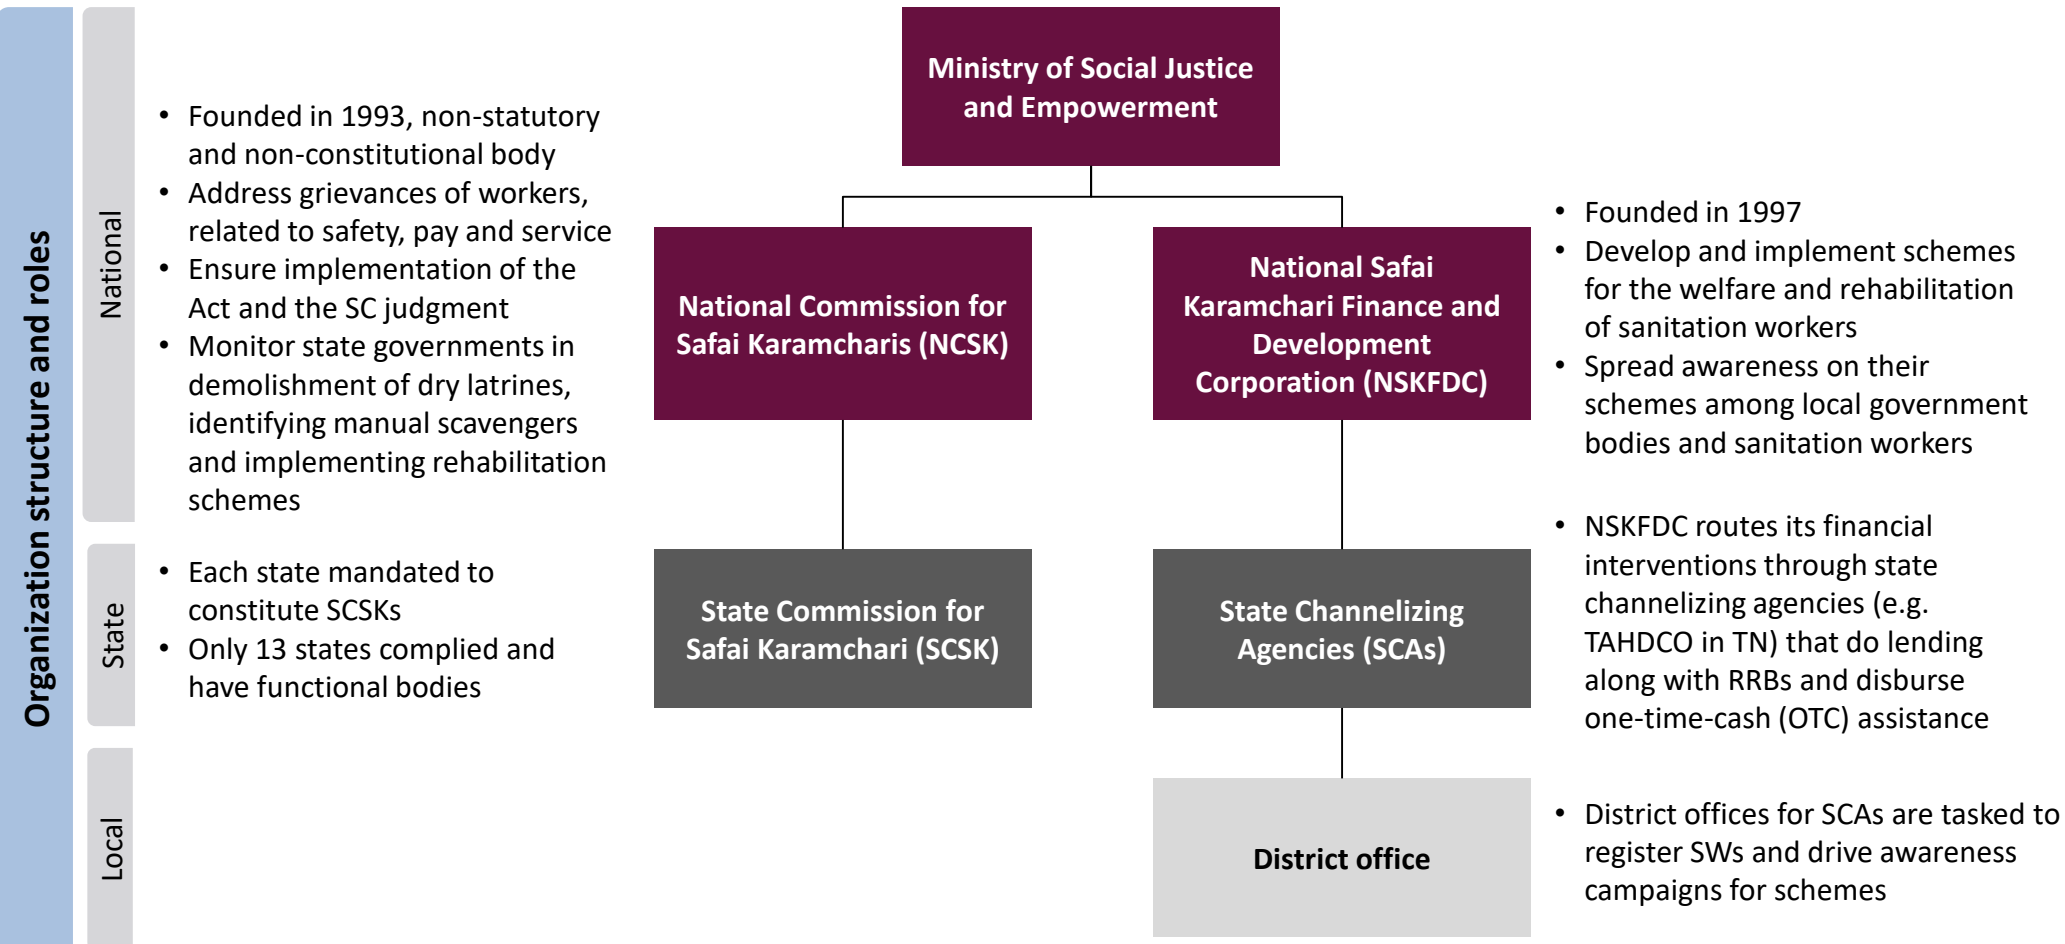 Organization structure and roles
National
• Founded in 1993, non-statutory
and non-constitutional body
• Address grievances of workers,
related to safety, pay and service
• Ensure implementation of the
Act and the SC judgment
• Monitor state governments in
demolishment of dry latrines,
identifying manual scavengers
and implementing rehabilitation
schemes
Ministry of Social Justice
and Empowerment
National Commission for
Safai Karamcharis (NCSK)
National Safai
Karamchari Finance and
Development
Corporation (NSKFDC)
• Founded in 1997
• Develop and implement schemes
for the welfare and rehabilitation
of sanitation workers
• Spread awareness on their
schemes among local government
bodies and sanitation workers
State
• Each state mandated to
constitute SCSKs
• Only 13 states complied and
have functional bodies
State Commission for
Safai Karamchari (SCSK)
State Channelizing
Agencies (SCAs)
• NSKFDC routes its financial
interventions through state
channelizing agencies (e.g.
TAHDCO in TN) that do lending
along with RRBs and disburse
one-time-cash (OTC) assistance
Local
District office
• District offices for SCAs are tasked to
register SWs and drive awareness
campaigns for schemes